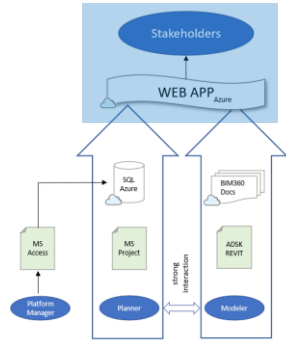 Stakeholders
WEB APP
Azure
SQL
Azure
BIM360
Docs
MS
Access
MS
Project
ADSK
REVIT
strong
interaction
Platform
Manager
Planner
Modeler